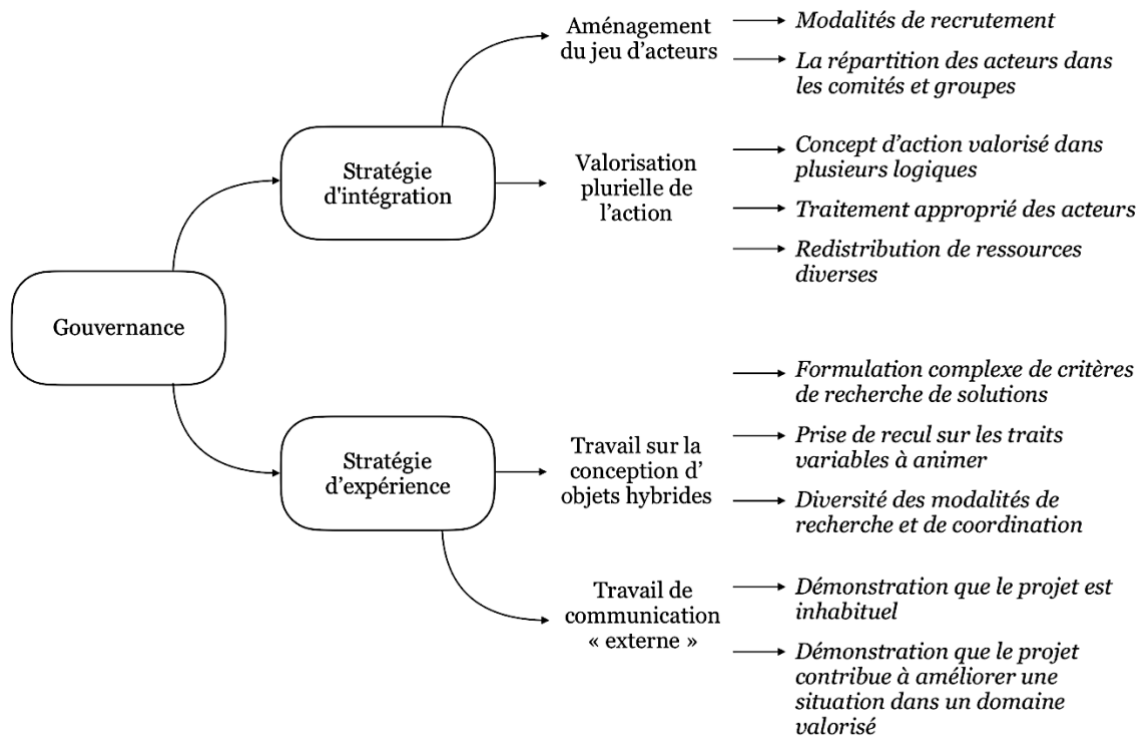 Gouvernance
Stratégie
d'intégration
Aménagement
du jeu d’acteurs
Modalités de recrutement
La répartition des acteurs dans
les comités et groupes
Valorisation
plurielle de
l’action
Concept d’action valorisé dans
plusieurs logiques
Traitement approprié des acteurs
Redistribution de ressources
diverses
Stratégie
d’expérience
Travail sur la
conception d’
objets hybrides
Formulation complexe de critères
de recherche de solutions
Prise de recul sur les traits
variables à animer
Diversité des modalités de
recherche et de coordination
Travail de
communication
« externe »
Démonstration que le projet est
inhabituel
Démonstration que le projet
contribue à améliorer une
situation dans un domaine
valorisé